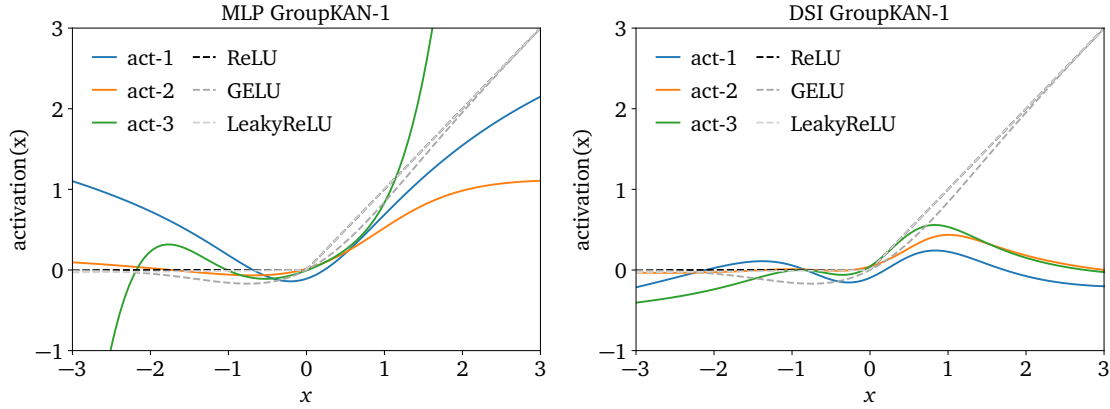 MLP GroupKAN-1
3
2
1
0
−1
activation(x)
act-1
act-2
act-3
ReLU
GELU
LeakyReLU
−3 −2 −1 0 1 2 3
x
DSI GroupKAN-1
3
2
1
0
−1
activation(x)
act-1
act-2
act-3
ReLU
GELU
LeakyReLU
−3 −2 −1 0 1 2 3
x